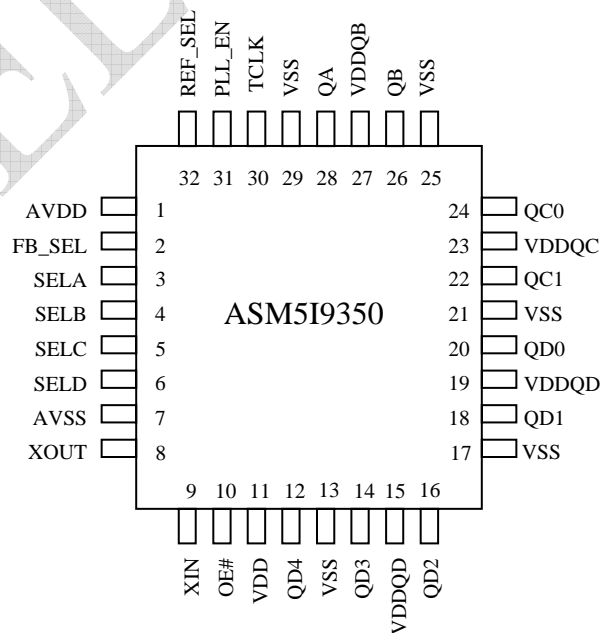 REF_SEL
PLL_EN
TCLK
VSS
QA
VDDQB
QB
VSS
32 31 30 29 28 27 26 25
AVDD 1 24 QC0
FB_SEL 2 23 VDDQC
SELA 3 22 QC1
SELB 4 ASM5I9350 21 VSS
SELC 5 20 QD0
SELD 6 19 VDDQD
AVSS 7 18 QD1
XOUT 8 17 VSS
9 10 11 12 13 14 15 16
XIN
OE#
VDD
QD4
VSS
QD3
VDDQD
QD2